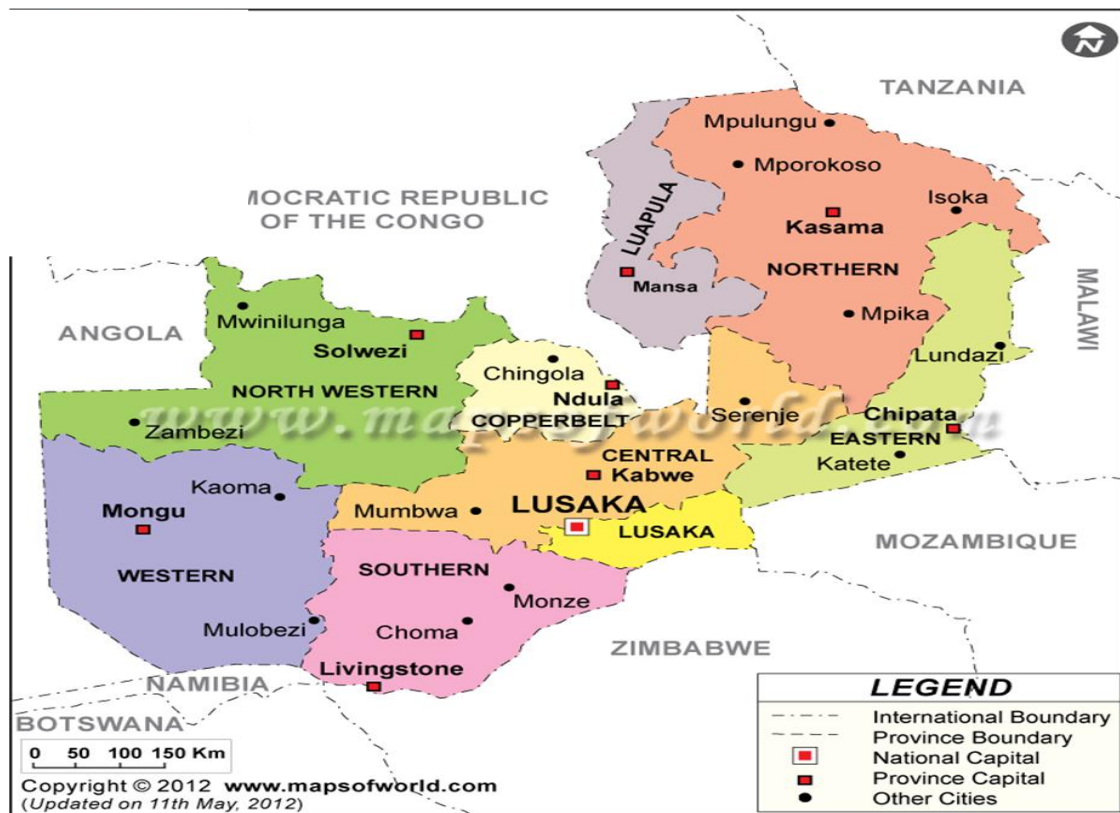 N
TANZANIA
Mpulungu
Mporokoso
MOCRATIC REPUBLIC
OF THE CONGO
LUAPULA
Isoka
Kasama
NORTHERN
Mansa
MALAWI
Mwinilunga
Mpika
ANGOLA
Solwezi
Lundazi
Chingola
NORTH WESTERN
Ndula
Serenje
Chipata
www.mapsofworld.com
COPPERBELT
Zambezi
EASTERN
CENTRAL
Katete
Kabwe
Kaoma
LUSAKA
Mongu
Mumbwa
LUSAKA
MOZAMBIQUE
SOUTHERN
WESTERN
Monze
Mulobezi
Choma
ZIMBABWE
Livingstone
NAMIBIA
BOTSWANA
0 50 100 150 Km
LEGEND
International Boundary
Province Boundary
National Capital
Province Capital
Other Cities
Copyright © 2012 www.mapsofworld.com
(Updated on 11th May, 2012)